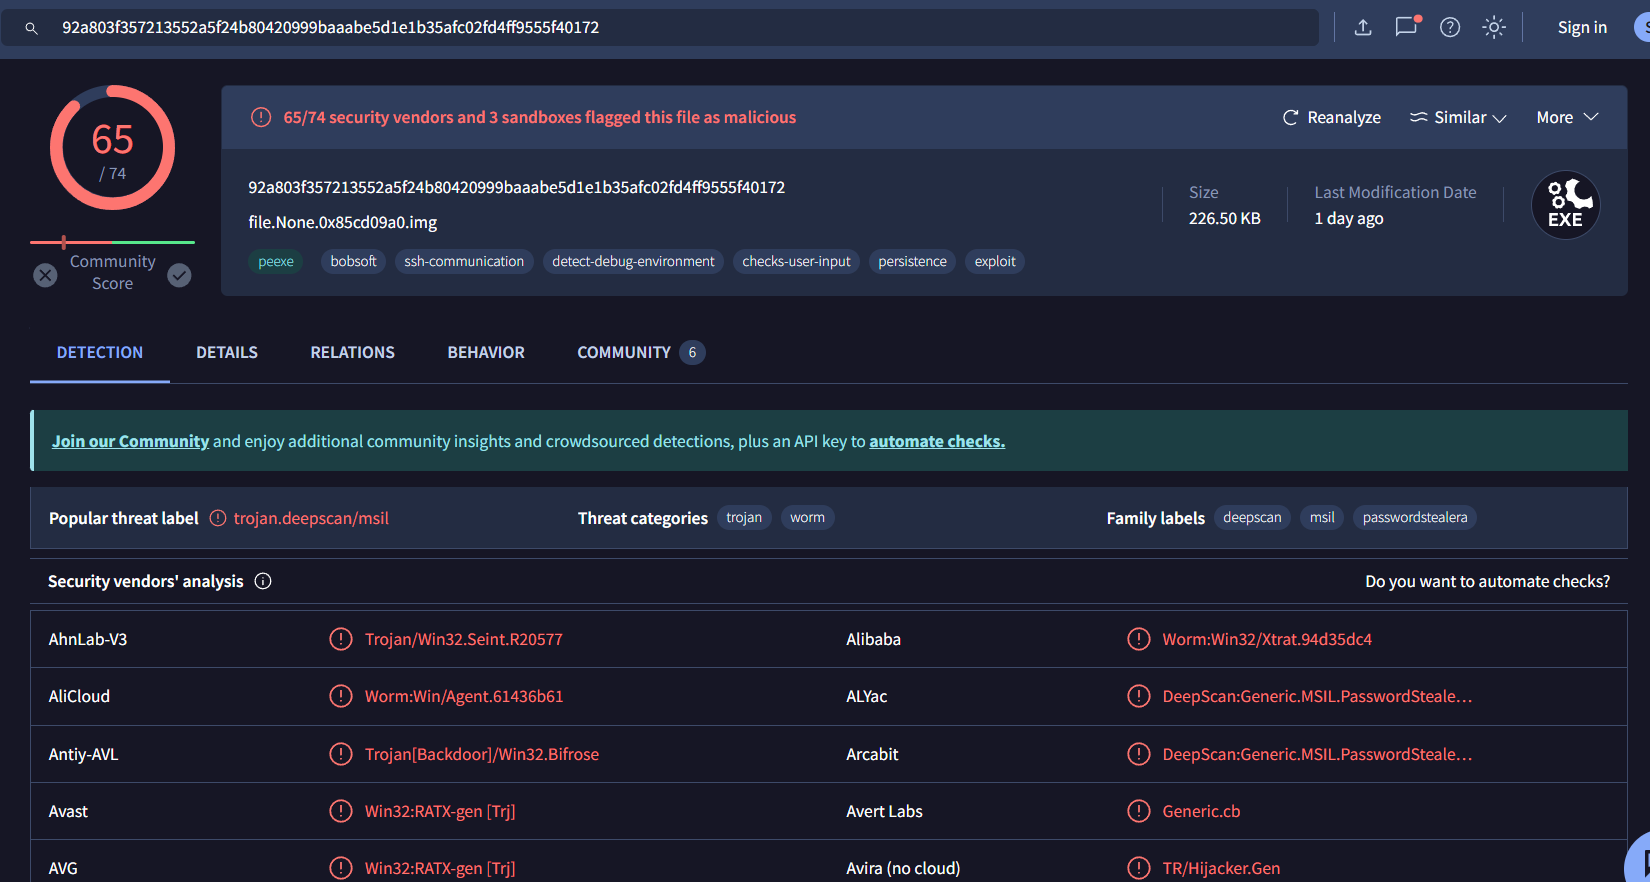 92a803f357213552a5f24b80420999baaabe5d1e1b35afc02fd4ff9555f40172
Sign in
65
/ 74
Community
Score
65/74 security vendors and 3 sandboxes flagged this file as malicious
Reanalyze
Similar
More
92a803f357213552a5f24b80420999baaabe5d1e1b35afc02fd4ff9555f40172
file.None.0x85cd09a0.img
peexe
bobsoft
ssh-communication
detect-debug-environment
checks-user-input
persistence
exploit
Size
226.50 KB
Last Modification Date
1 day ago
EXE
DETECTION
DETAILS
RELATIONS
BEHAVIOR
COMMUNITY 6
Join our Community and enjoy additional community insights and crowdsourced detections, plus an API key to automate checks.
Popular threat label trojan.deepscan/msil
Threat categories trojan worm
Family labels deepscan msil passwordstealera
Security vendors' analysis
Do you want to automate checks?
AhnLab-V3 Trojan/Win32.Seint.R20577
Alibaba Worm:Win32/Xtrat.94d35dc4
AliCloud Worm:Win/Agent.61436b61
ALYac DeepScan:Generic.MSIL.PasswordSteale…
Antiy-AVL Trojan[Backdoor]/Win32.Bifrose
Arcabit DeepScan:Generic.MSIL.PasswordSteale…
Avast Win32:RATX-gen [Trj]
Avert Labs Generic.cb
AVG Win32:RATX-gen [Trj]
Avira (no cloud) TR/Hijacker.Gen